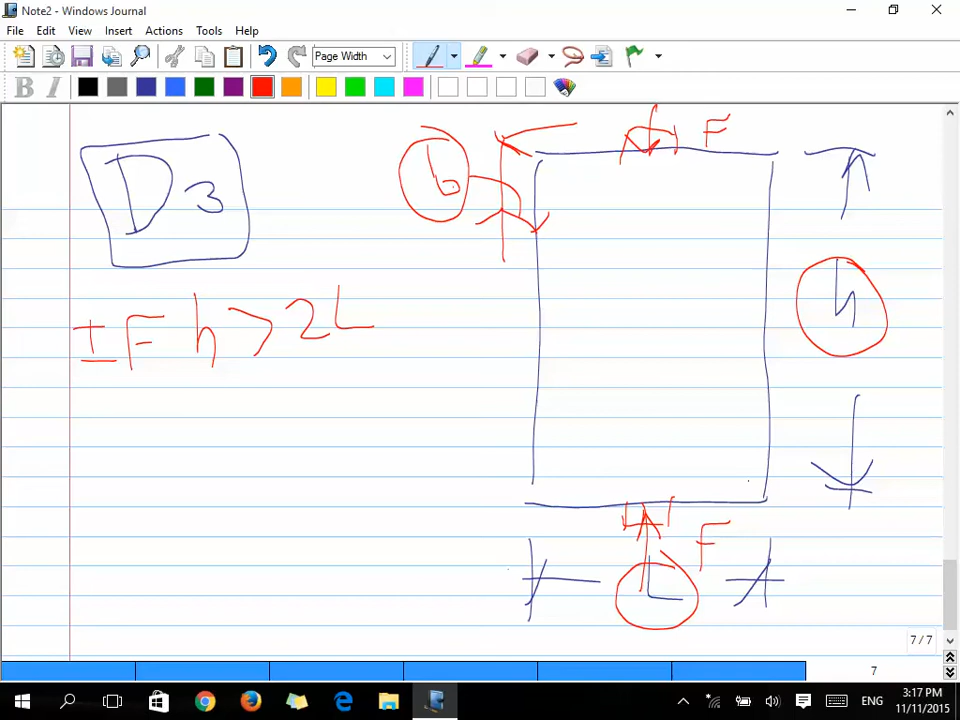 Note2 - Windows Journal
File Edit View Insert Actions Tools Help
Page Width
B I
D3
b
F
h
± F h > 2L
F
L
7 / 7
7
ENG
3:17 PM
11/11/2015